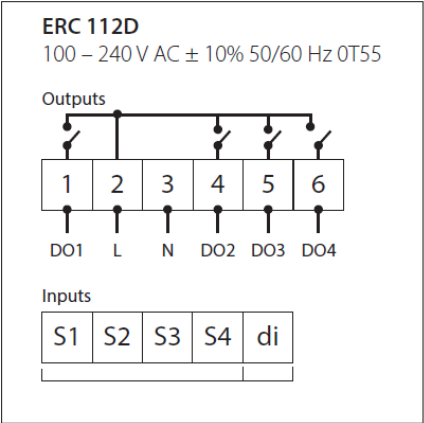 ERC 112D
100 – 240 V AC ± 10% 50/60 Hz 0T55
Outputs
1 2 3 4 5 6
DO1 L N DO2 DO3 DO4
Inputs
S1 S2 S3 S4 di